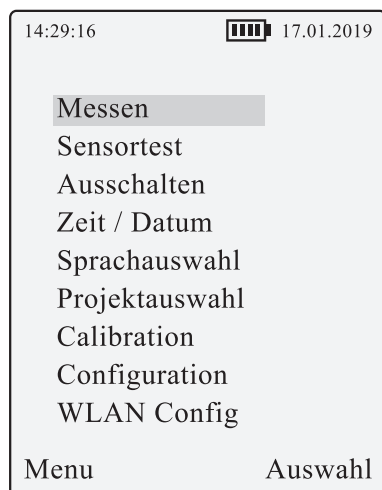 14:29:16 17.01.2019
Messen
Sensortest
Ausschalten
Zeit / Datum
Sprachauswahl
Projektauswahl
Calibration
Configuration
WLAN Config
Menu Auswahl